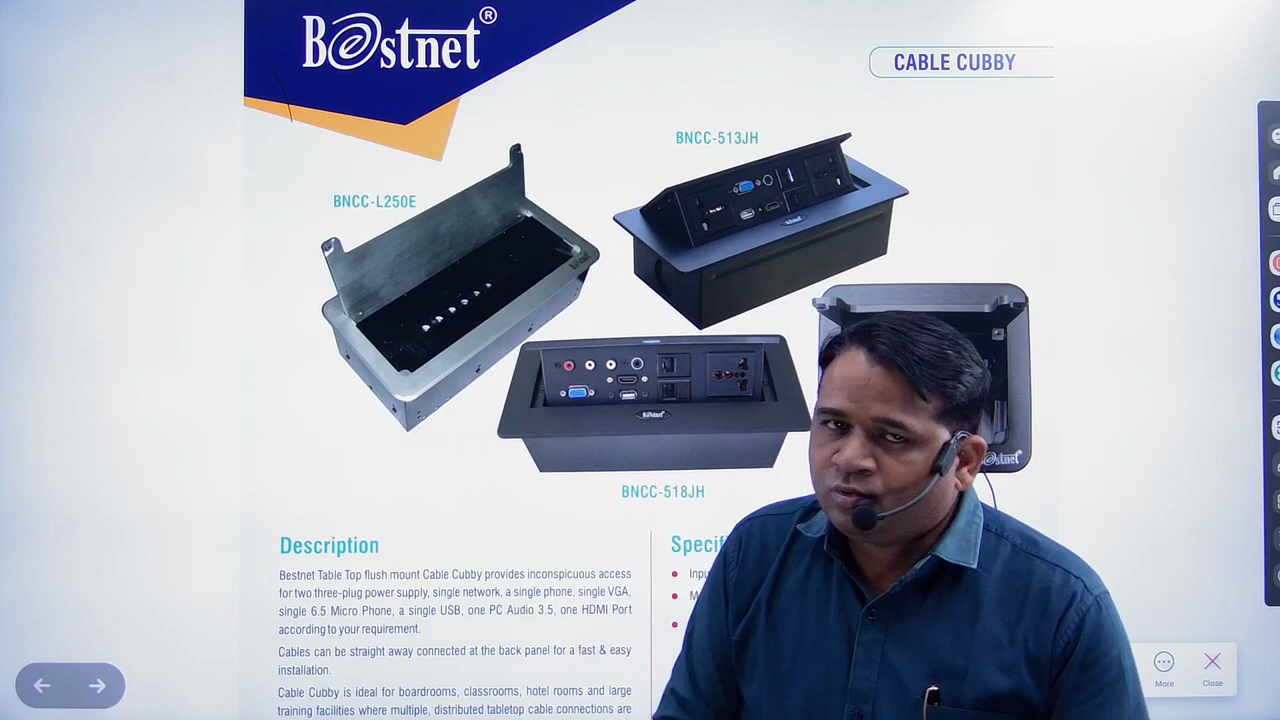 Bestnet®
CABLE CUBBY
BNCC-513JH
BNCC-L250E
Bestnet
Bestnet
BNCC-518JH
Description
Bestnet Table Top flush mount Cable Cubby provides inconspicuous access
for two three-plug power supply, single network, a single phone, single VGA,
single 6.5 Micro Phone, a single USB, one PC Audio 3.5, one HDMI Port
according to your requirement.
Cables can be straight away connected at the back panel for a fast & easy
installation.
Cable Cubby is ideal for boardrooms, classrooms, hotel rooms and large
training facilities where multiple, distributed tabletop cable connections are
More
Close